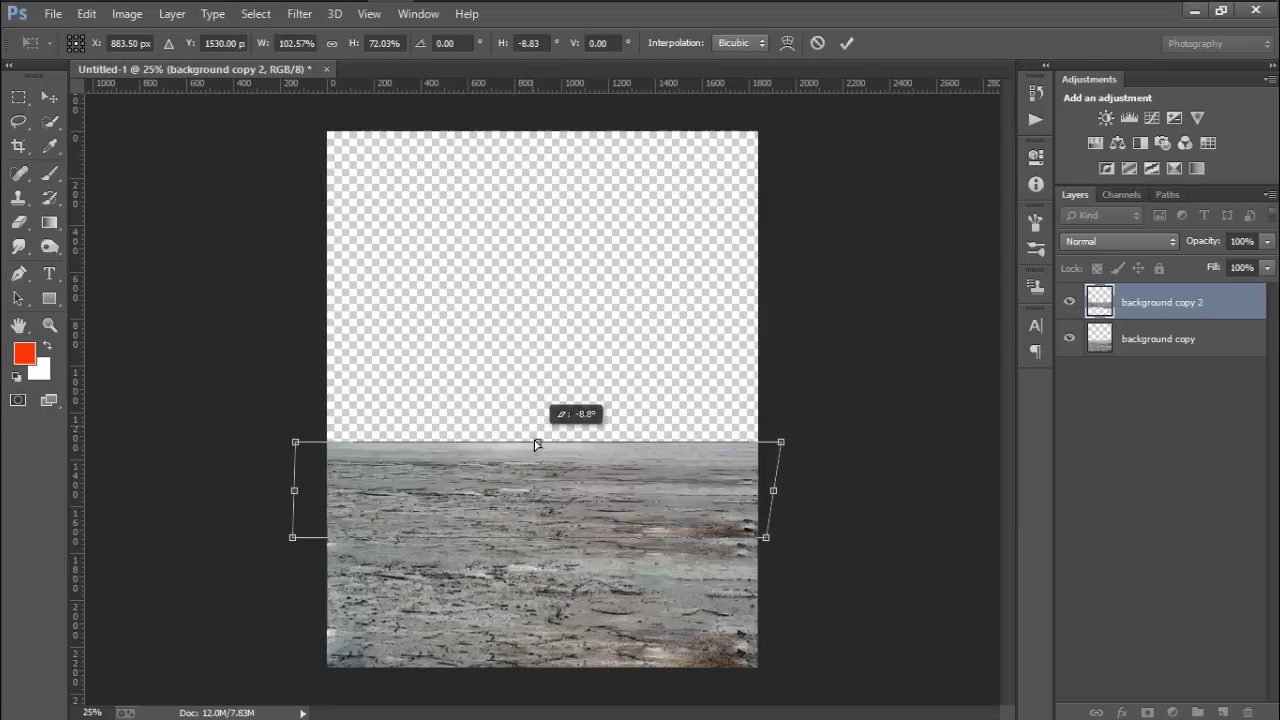 Ps File Edit Image Layer Type Select Filter 3D View Window Help
X: 883.50 px Y: 1530.00 p W: 102.57% H: 72.03% 0.00 ° H: -8.83 ° V: 0.00 ° Interpolation: Bicubic Photography
Untitled-1 @ 25% (background copy 2, RGB/8) * ×
1000 800 600 400 200 0 200 400 600 800 1000 1200 1400 1600 1800 2000 2200 2400 2600 280
Adjustments
Add an adjustment
Layers Channels Paths
Kind
Normal Opacity: 100%
Lock: Fill: 100%
background copy 2
background copy
-8.8°
25% Doc: 12.0M/7.83M